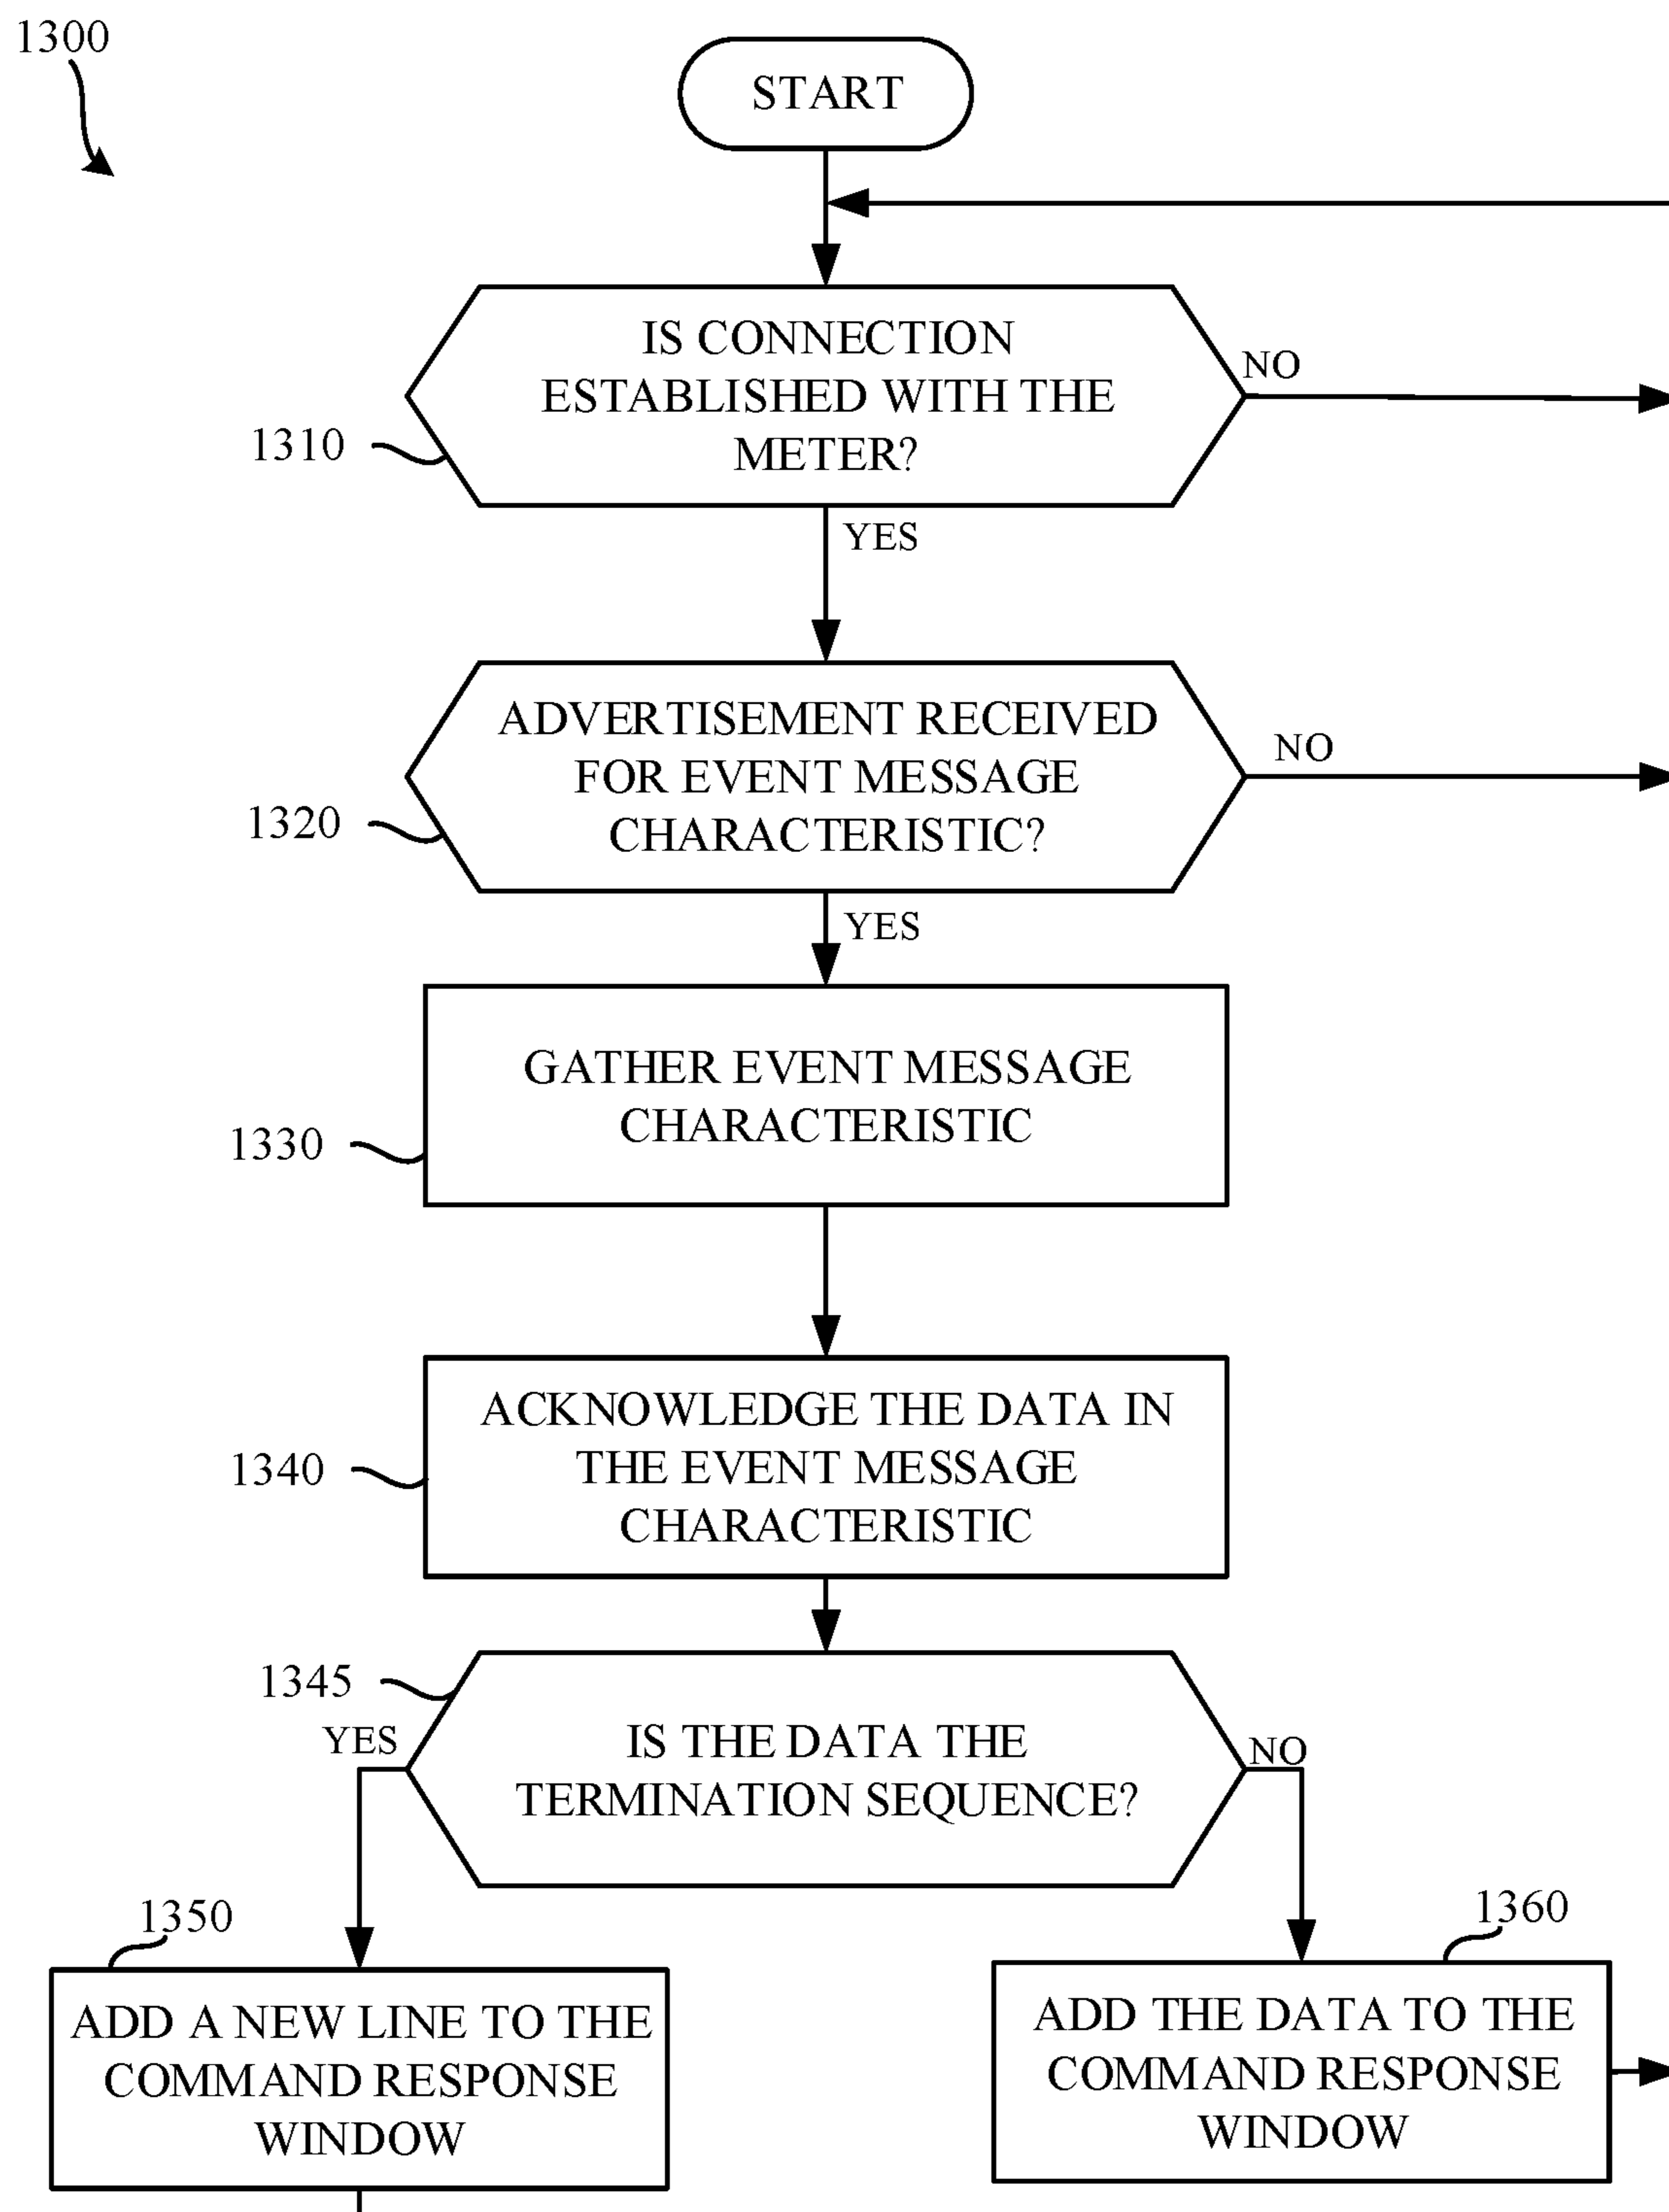 1300
START
IS CONNECTION
ESTABLISHED WITH THE
METER?
NO
1310
YES
ADVERTISEMENT RECEIVED
FOR EVENT MESSAGE
CHARACTERISTIC?
NO
1320
YES
GATHER EVENT MESSAGE
CHARACTERISTIC
1330
ACKNOWLEDGE THE DATA IN
THE EVENT MESSAGE
CHARACTERISTIC
1340
1345
YES
IS THE DATA THE
TERMINATION SEQUENCE?
NO
1350
ADD A NEW LINE TO THE
COMMAND RESPONSE
WINDOW
1360
ADD THE DATA TO THE
COMMAND RESPONSE
WINDOW